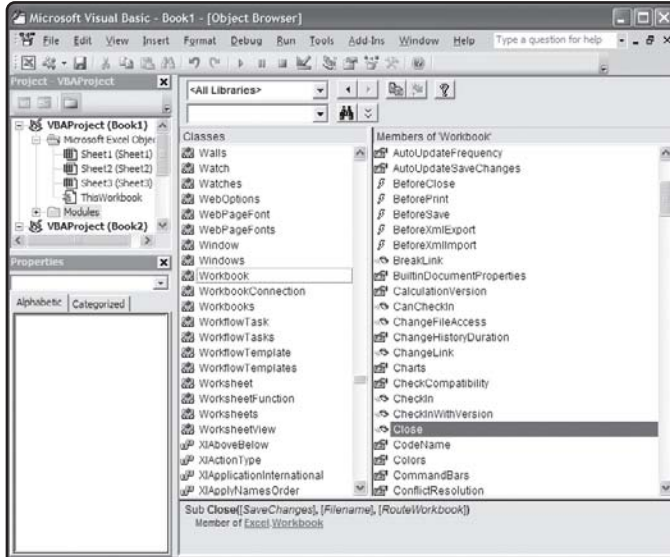 Microsoft Visual Basic - Book1 - [Object Browser]
File Edit View Insert Format Debug Run Tools Add-Ins Window Help
Type a question for help
Project - VBAProject
VBAProject (Book1)
Microsoft Excel Objec
Sheet1 (Sheet1)
Sheet2 (Sheet2)
Sheet3 (Sheet3)
ThisWorkbook
Modules
VBAProject (Book2)
Properties
Alphabetic Categorized
<All Libraries>
Classes
Walls
Watch
Watches
WebOptions
WebPageFont
WebPageFonts
Window
Windows
Workbook
WorkbookConnection
Workbooks
WorkflowTask
WorkflowTasks
WorkflowTemplate
WorkflowTemplates
Worksheet
WorksheetFunction
Worksheets
WorksheetView
XlAboveBelow
XlActionType
XlApplicationInternational
XlApplyNamesOrder
Members of 'Workbook'
AutoUpdateFrequency
AutoUpdateSaveChanges
BeforeClose
BeforePrint
BeforeSave
BeforeXmlExport
BeforeXmlImport
BreakLink
BuiltinDocumentProperties
CalculationVersion
CanCheckIn
ChangeFileAccess
ChangeHistoryDuration
ChangeLink
Charts
CheckCompatibility
CheckIn
CheckInWithVersion
Close
CodeName
Colors
CommandBars
ConflictResolution
Sub Close([SaveChanges], [Filename], [RouteWorkbook])
Member of Excel.Workbook